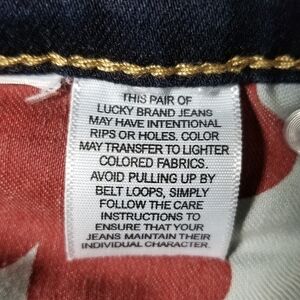 THIS PAIR OF
LUCKY BRAND JEANS
MAY HAVE INTENTIONAL
RIPS OR HOLES. COLOR
MAY TRANSFER TO LIGHTER
COLORED FABRICS.
AVOID PULLING UP BY
BELT LOOPS, SIMPLY
FOLLOW THE CARE
INSTRUCTIONS TO
ENSURE THAT YOUR
JEANS MAINTAIN THEIR
INDIVIDUAL CHARACTER.